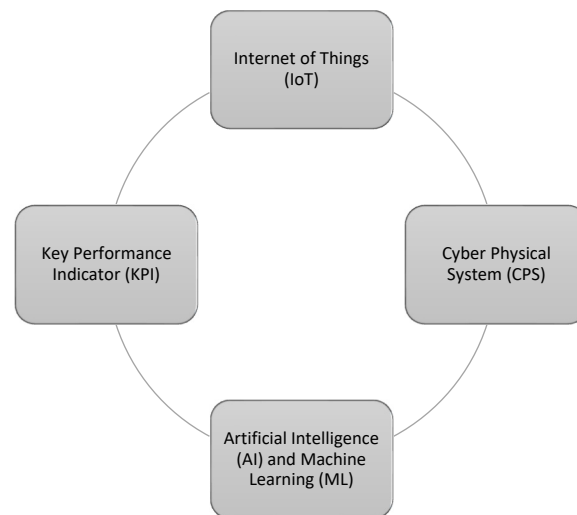 Internet of Things
(IoT)
Key Performance
Indicator (KPI)
Cyber Physical
System (CPS)
Artificial Intelligence
(AI) and Machine
Learning (ML)